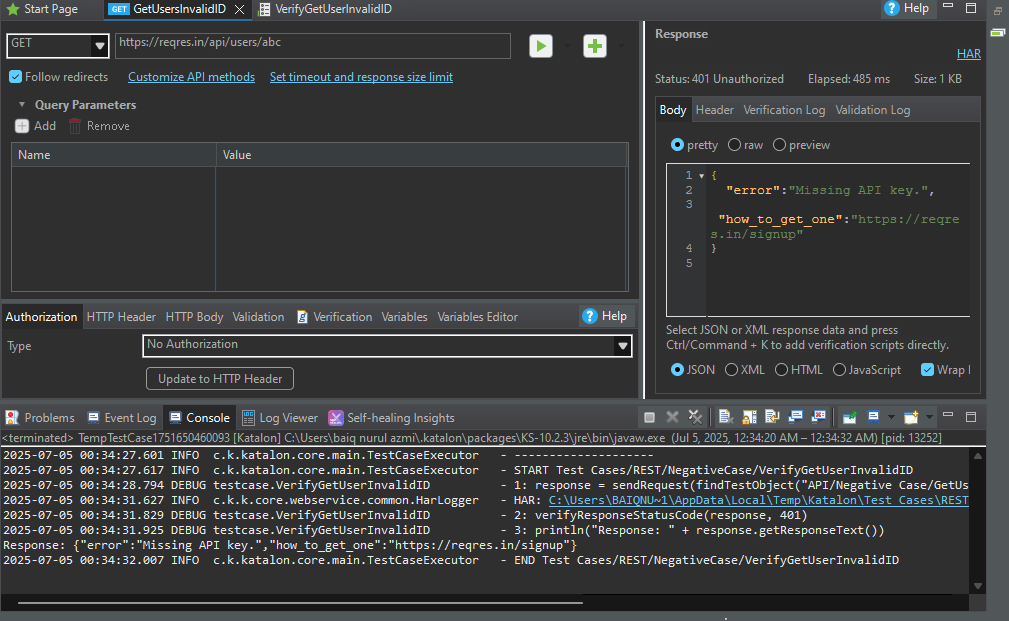 Start Page GET GetUsersInvalidID VerifyGetUserInvalidID Help
GET https://reqres.in/api/users/abc
Follow redirects Customize API methods Set timeout and response size limit
Query Parameters
Add Remove
Name Value
Authorization HTTP Header HTTP Body Validation Verification Variables Variables Editor Help
Type No Authorization
Update to HTTP Header
Response
HAR
Status: 401 Unauthorized Elapsed: 485 ms Size: 1 KB
Body Header Verification Log Validation Log
pretty raw preview
1 {
2 "error":"Missing API key.",
3
"how_to_get_one":"https://reqre
s.in/signup"
4 }
5
Select JSON or XML response data and press
Ctrl/Command + K to add verification scripts directly.
JSON XML HTML JavaScript Wrap l
Problems Event Log Console Log Viewer Self-healing Insights
<terminated> TempTestCase1751650460093 [Katalon] C:\Users\baiq nurul azmi\.katalon\packages\KS-10.2.3\jre\bin\javaw.exe (Jul 5, 2025, 12:34:20 AM – 12:34:32 AM) [pid: 13252]
2025-07-05 00:34:27.601 INFO c.k.katalon.core.main.TestCaseExecutor - --------------------
2025-07-05 00:34:27.617 INFO c.k.katalon.core.main.TestCaseExecutor - START Test Cases/REST/NegativeCase/VerifyGetUserInvalidID
2025-07-05 00:34:28.794 DEBUG testcase.VerifyGetUserInvalidID - 1: response = sendRequest(findTestObject("API/Negative Case/GetUs
2025-07-05 00:34:31.627 INFO c.k.k.core.webservice.common.HarLogger - HAR: C:\Users\BAIQNU~1\AppData\Local\Temp\Katalon\Test Cases\REST
2025-07-05 00:34:31.829 DEBUG testcase.VerifyGetUserInvalidID - 2: verifyResponseStatusCode(response, 401)
2025-07-05 00:34:31.925 DEBUG testcase.VerifyGetUserInvalidID - 3: println("Response: " + response.getResponseText())
Response: {"error":"Missing API key.","how_to_get_one":"https://reqres.in/signup"}
2025-07-05 00:34:32.007 INFO c.k.katalon.core.main.TestCaseExecutor - END Test Cases/REST/NegativeCase/VerifyGetUserInvalidID